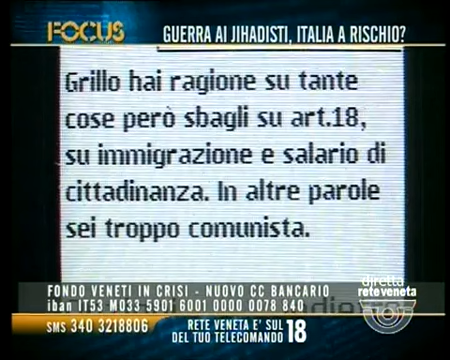 FOCUS
GUERRA AI JIHADISTI, ITALIA A RISCHIO?
Grillo hai ragione su tante
cose però sbagli su art.18,
su immigrazione e salario di
cittadinanza. In altre parole
sei troppo comunista.
diretta
reteveneta
FONDO VENETI IN CRISI - NUOVO CC BANCARIO
iban IT53 M033 5901 6001 0000 0078 840
SMS 340 3218806
RETE VENETA E' SUL
DEL TUO TELECOMANDO
18